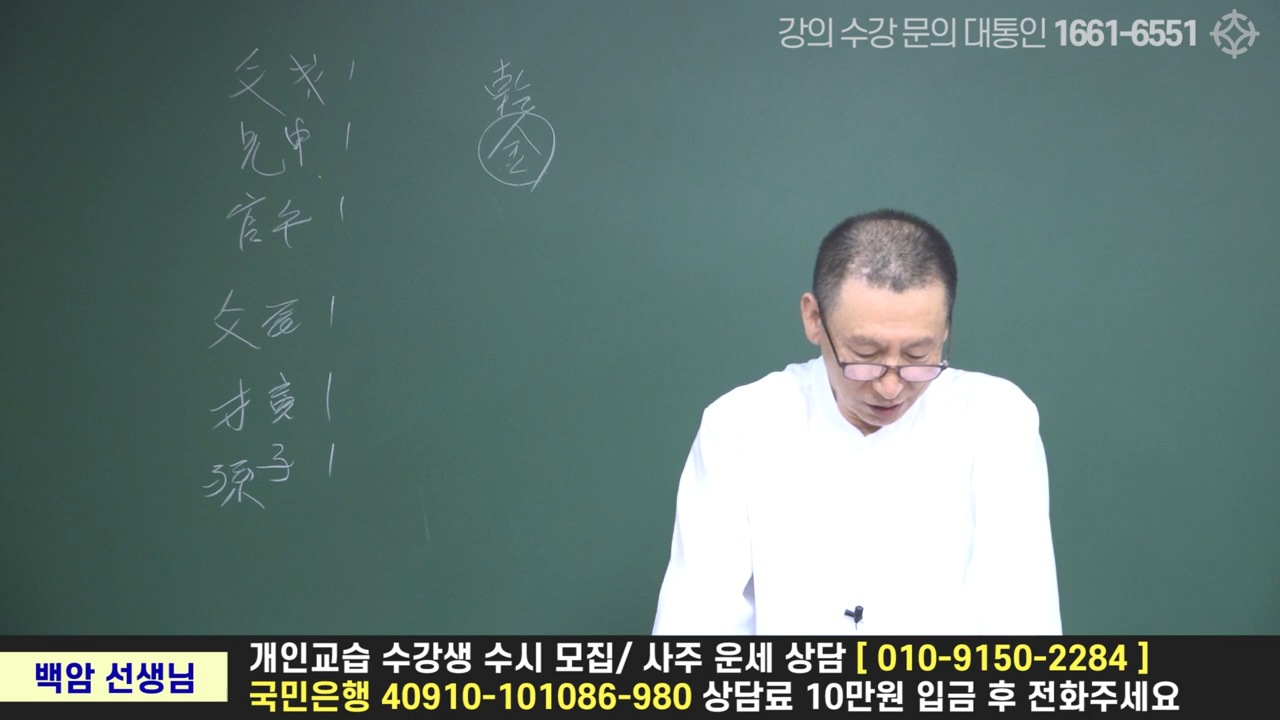 강의 수강 문의 대통인 1661-6551
父戌 |
兄申 |
官午 |
父辰 |
才寅 |
孫子 |
乾
金
백암 선생님
개인교습 수강생 수시 모집/ 사주 운세 상담 [ 010-9150-2284 ]
국민은행 40910-101086-980 상담료 10만원 입금 후 전화주세요